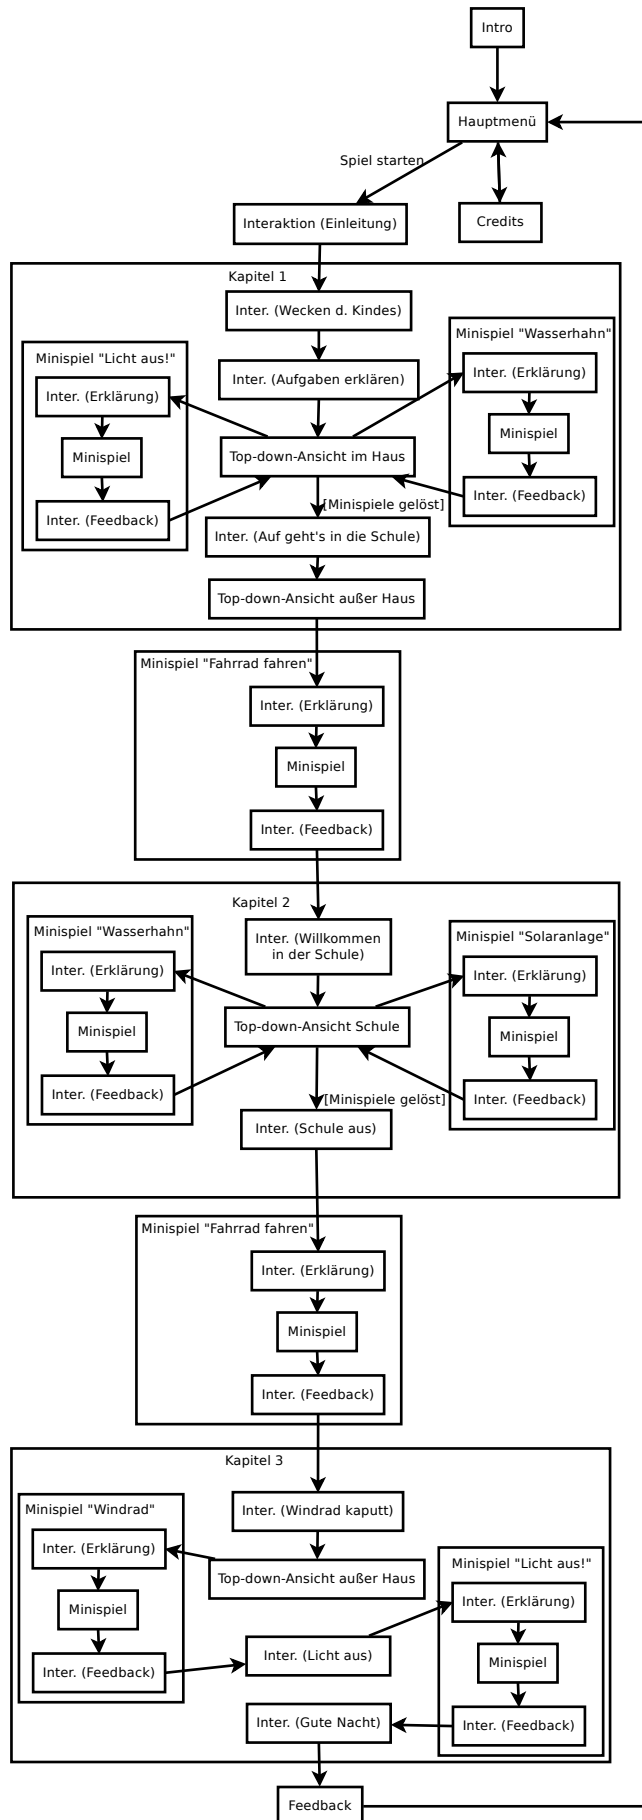 Intro
Hauptmenü
Spiel starten
Credits
Interaktion (Einleitung)
Kapitel 1
Inter. (Wecken d. Kindes)
Inter. (Aufgaben erklären)
Minispiel "Licht aus!"
Inter. (Erklärung)
Minispiel
Inter. (Feedback)
Minispiel "Wasserhahn"
Inter. (Erklärung)
Minispiel
Inter. (Feedback)
Top-down-Ansicht im Haus
[Minispiele gelöst]
Inter. (Auf geht's in die Schule)
Top-down-Ansicht außer Haus
Minispiel "Fahrrad fahren"
Inter. (Erklärung)
Minispiel
Inter. (Feedback)
Kapitel 2
Inter. (Willkommen
in der Schule)
Minispiel "Wasserhahn"
Inter. (Erklärung)
Minispiel
Inter. (Feedback)
Minispiel "Solaranlage"
Inter. (Erklärung)
Minispiel
Inter. (Feedback)
Top-down-Ansicht Schule
[Minispiele gelöst]
Inter. (Schule aus)
Minispiel "Fahrrad fahren"
Inter. (Erklärung)
Minispiel
Inter. (Feedback)
Kapitel 3
Inter. (Windrad kaputt)
Top-down-Ansicht außer Haus
Minispiel "Windrad"
Inter. (Erklärung)
Minispiel
Inter. (Feedback)
Inter. (Licht aus)
Minispiel "Licht aus!"
Inter. (Erklärung)
Minispiel
Inter. (Feedback)
Inter. (Gute Nacht)
Feedback